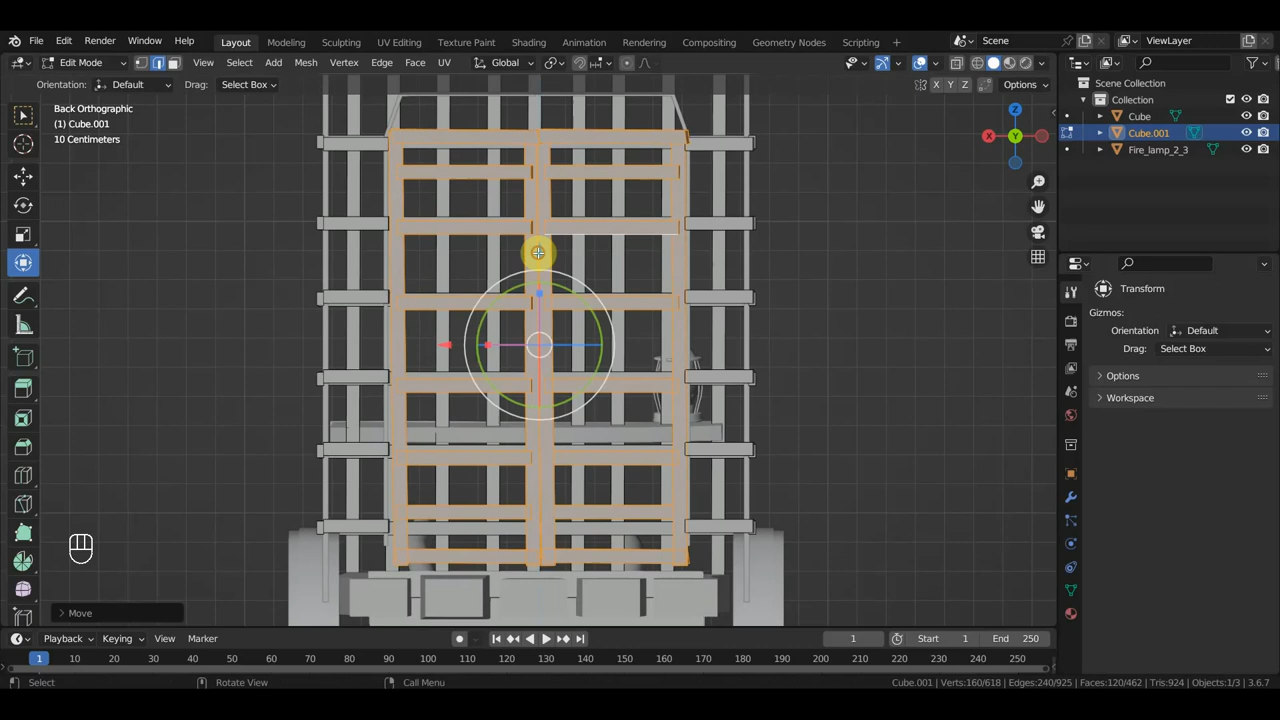 File Edit Render Window Help Layout Modeling Sculpting UV Editing Texture Paint Shading Animation Rendering Compositing Geometry Nodes Scripting + Scene ViewLayer
Edit Mode View Select Add Mesh Vertex Edge Face UV Global
Orientation: Default Drag: Select Box X Y Z Options
Back Orthographic
(1) Cube.001
10 Centimeters
Z
X Y
Scene Collection
Collection
Cube
Cube.001
Fire_lamp_2_3
Transform
Gizmos:
Orientation Default
Drag: Select Box
Options
Workspace
Move
Playback Keying View Marker 1 Start 1 End 250
1 10 20 30 40 50 60 70 80 90 100 110 120 130 140 150 160 170 180 190 200 210 220 230 240 250
Select Rotate View Call Menu Cube.001 | Verts:160/618 | Edges:240/925 | Faces:120/462 | Tris:924 | Objects:1/3 | 3.6.7